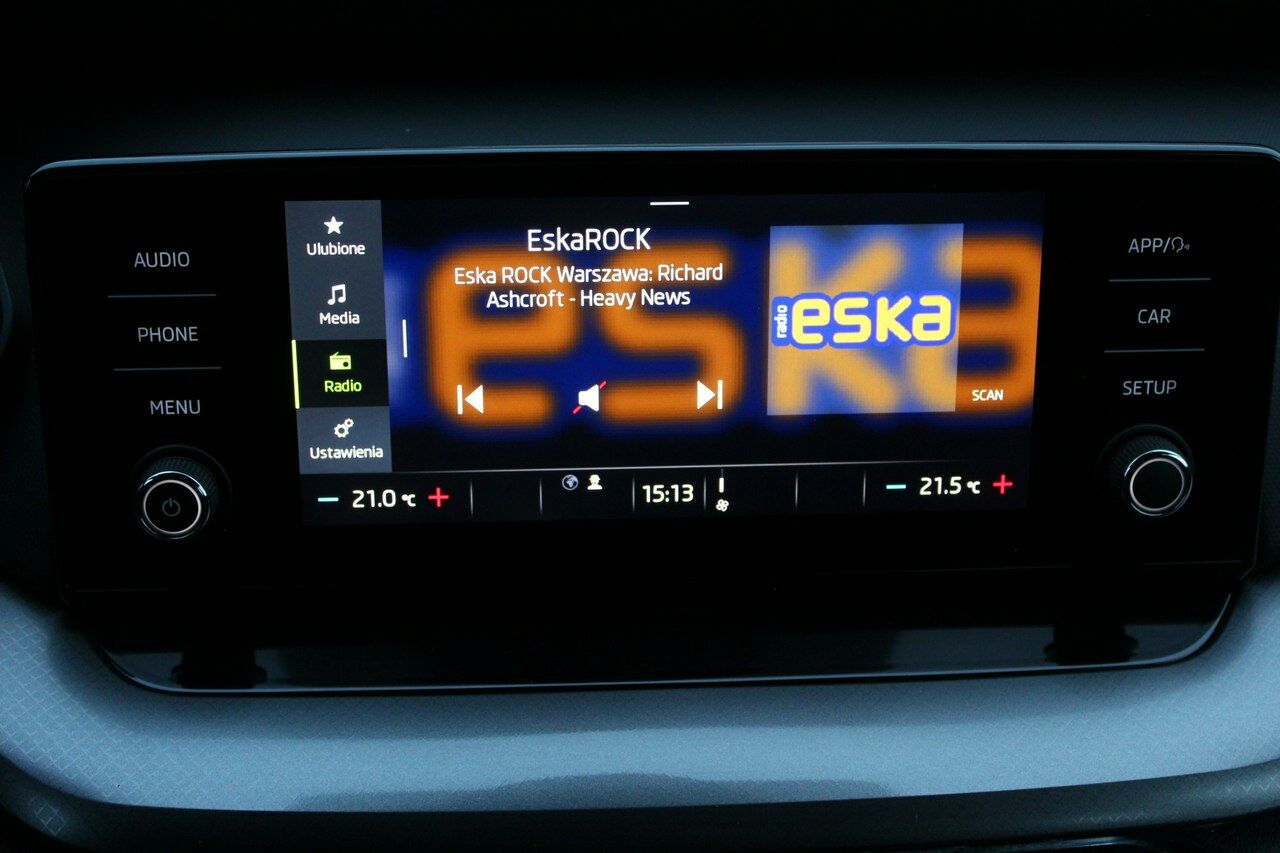 AUDIO
PHONE
MENU
Ulubione
Media
Radio
Ustawienia
EskaROCK
Eska ROCK Warszawa: Richard
Ashcroft - Heavy News
eska
radio eska
SCAN
21.0 °C
15:13
21.5 °C
APP/
CAR
SETUP